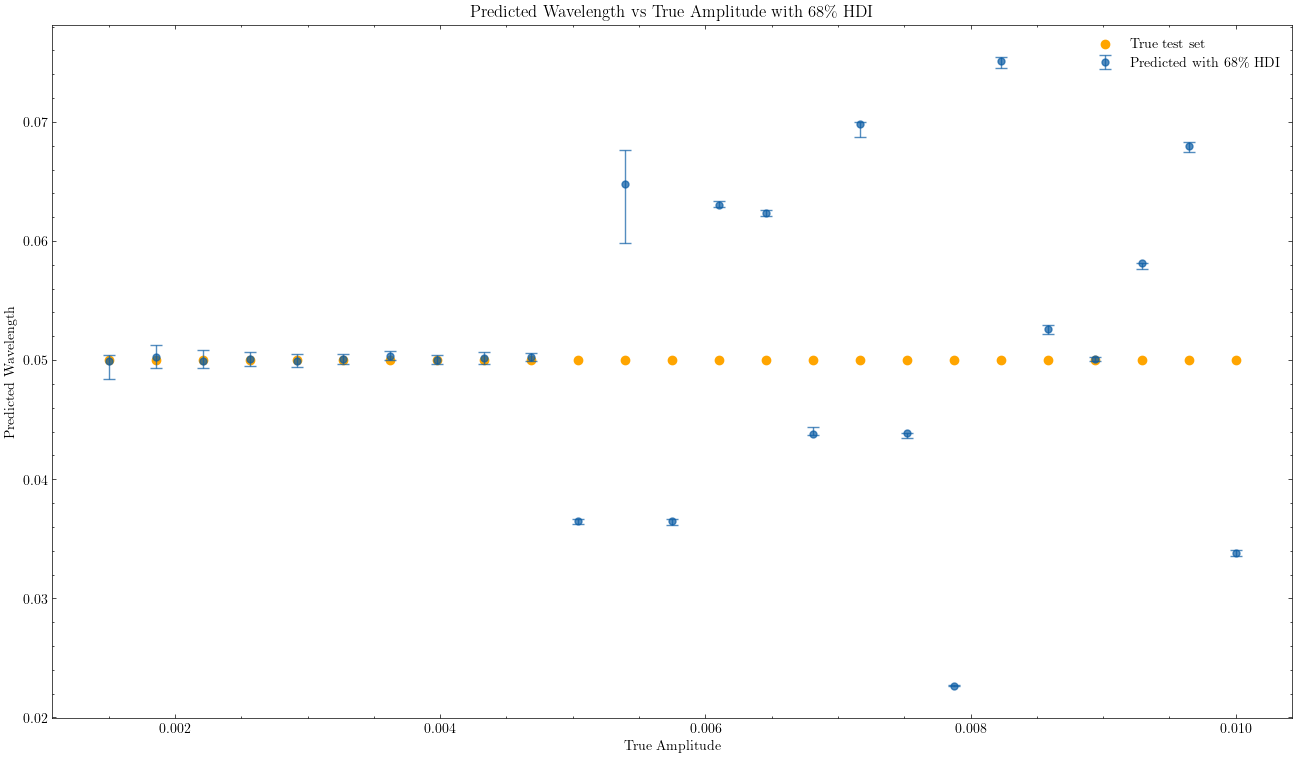 Predicted Wavelength vs True Amplitude with 68% HDI
True test set
Predicted with 68% HDI
0.07
0.06
0.05
0.04
0.03
0.02
Predicted Wavelength
0.002
0.004
0.006
0.008
0.010
True Amplitude